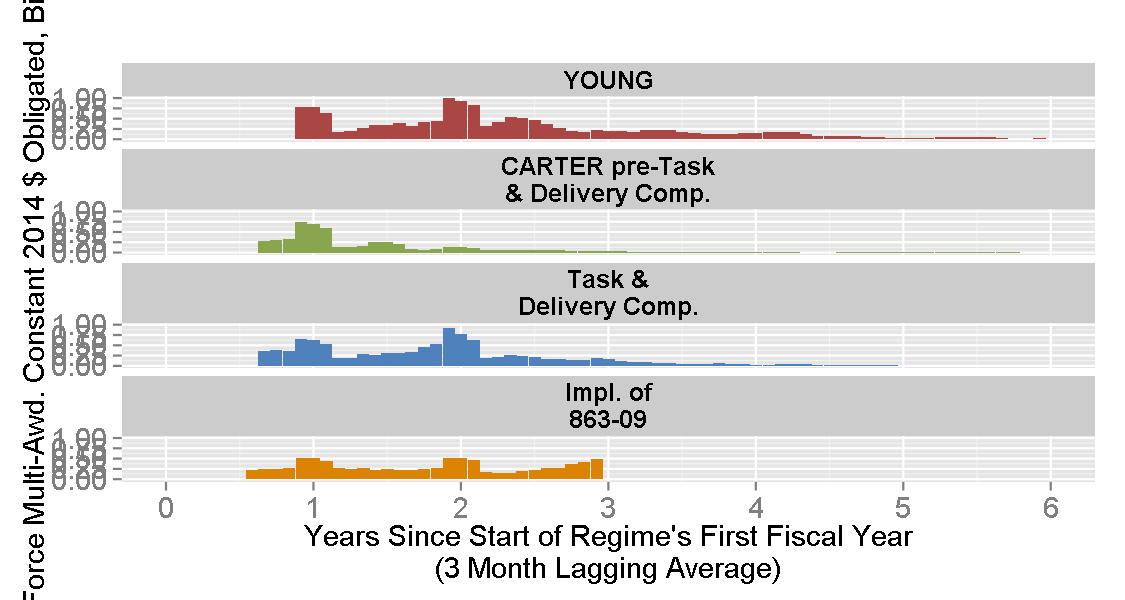 Force Multi-Awd. Constant 2014 $ Obligated, Bi
YOUNG
1.00
0.00
CARTER pre-Task
& Delivery Comp.
1.00
0.00
Task &
Delivery Comp.
1.00
0.00
Impl. of
863-09
1.00
0.00
0 1 2 3 4 5 6
Years Since Start of Regime's First Fiscal Year
(3 Month Lagging Average)